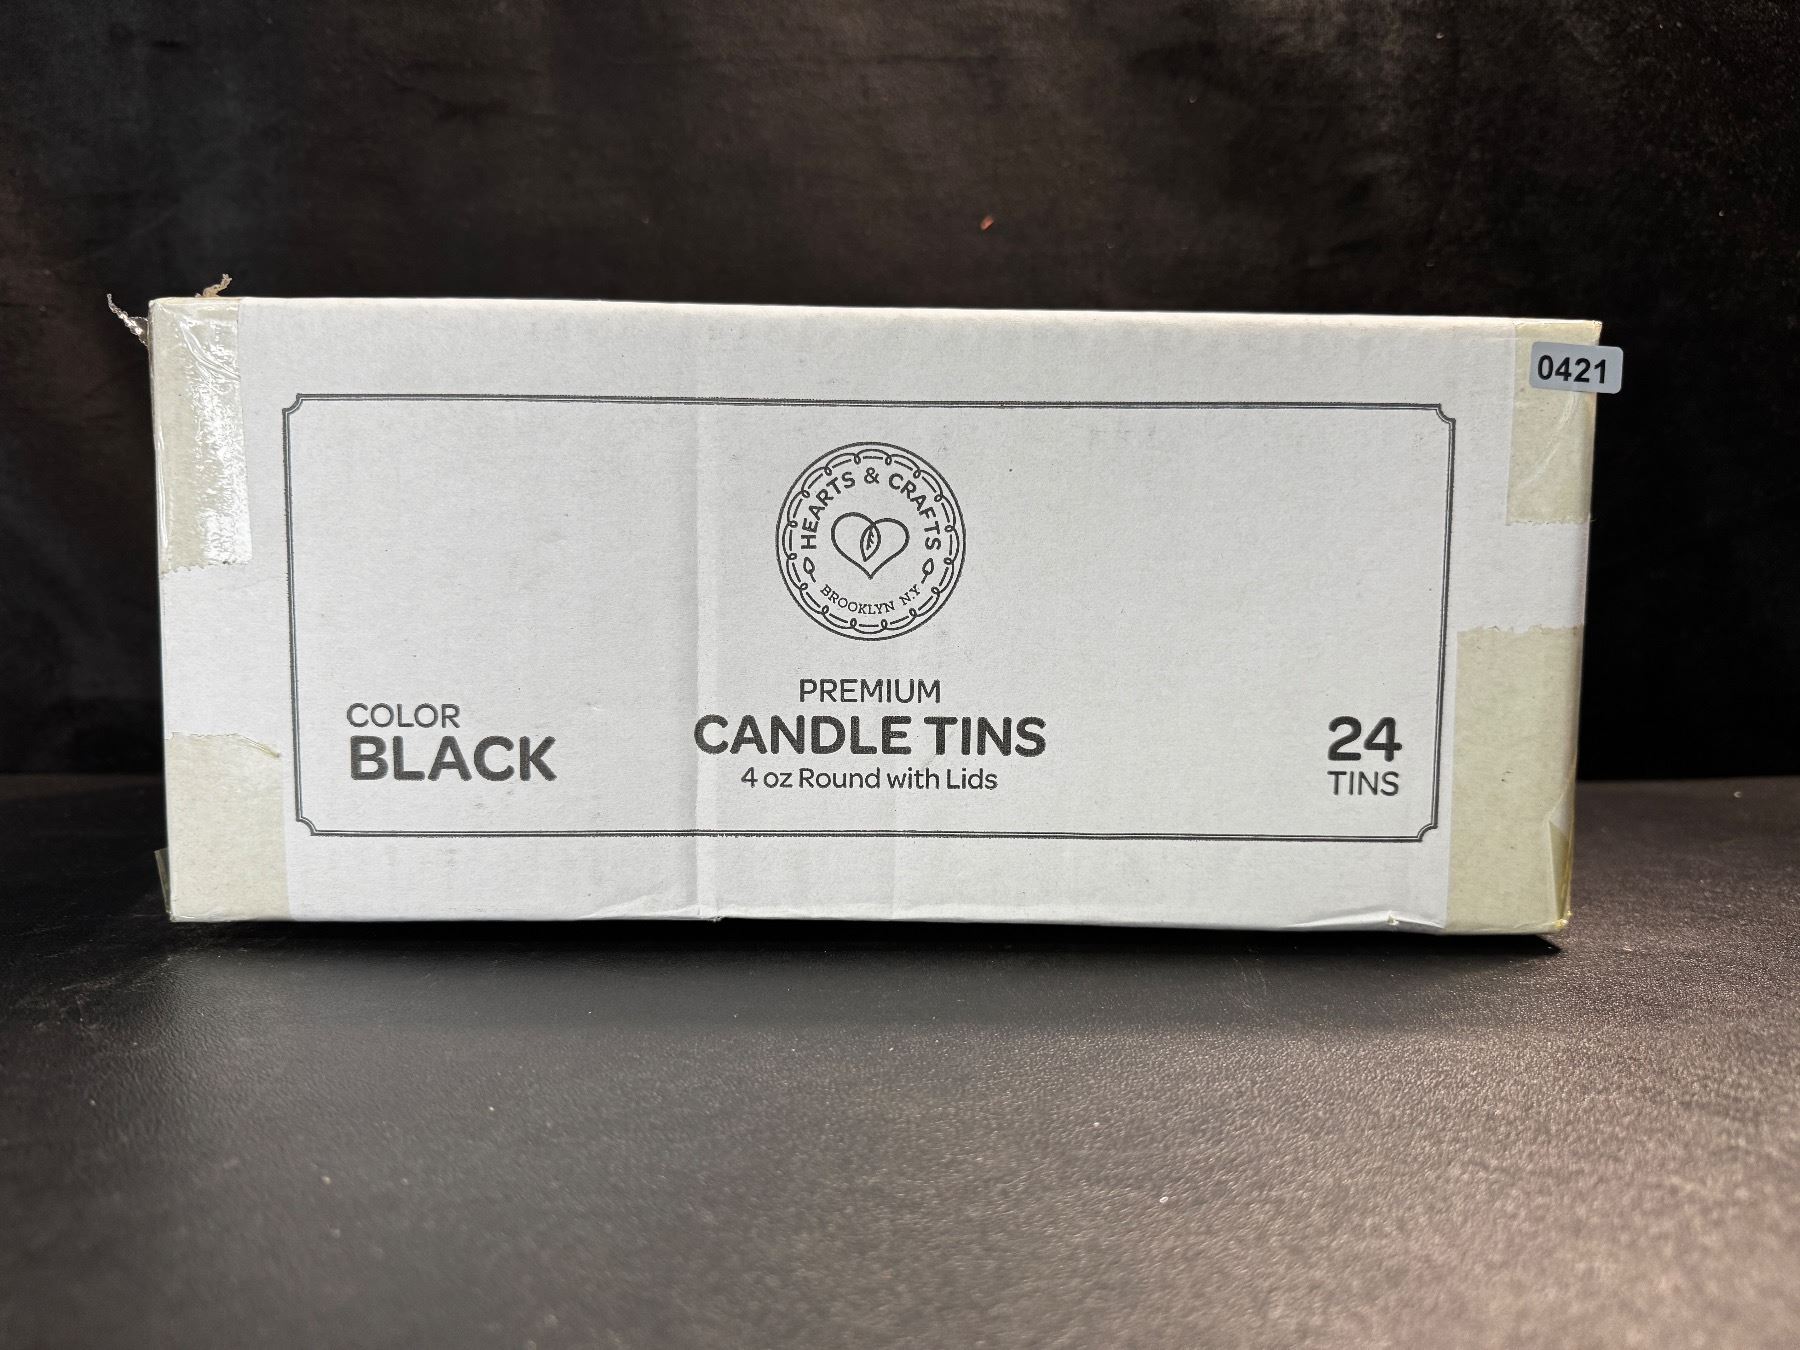 0421
HEARTS & CRAFTS
BROOKLYN N.Y
PREMIUM
CANDLE TINS
4 oz Round with Lids
COLOR
BLACK
24
TINS